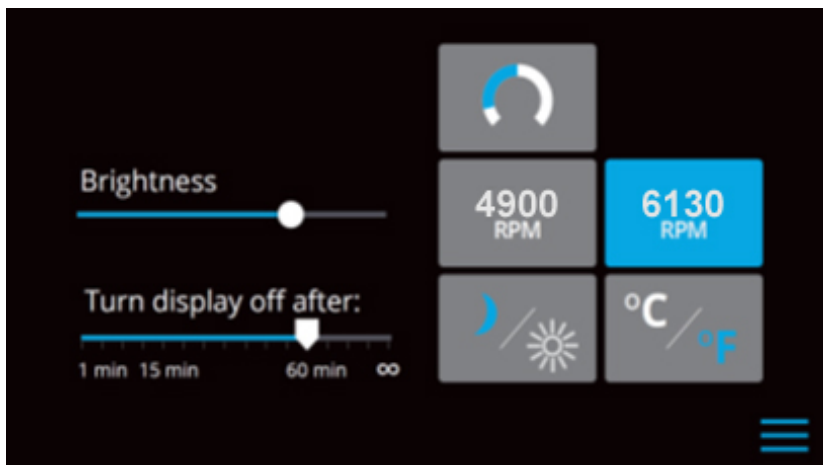 Brightness
4900
RPM
6130
RPM
Turn display off after:
1 min 15 min 60 min ∞
°C/°F